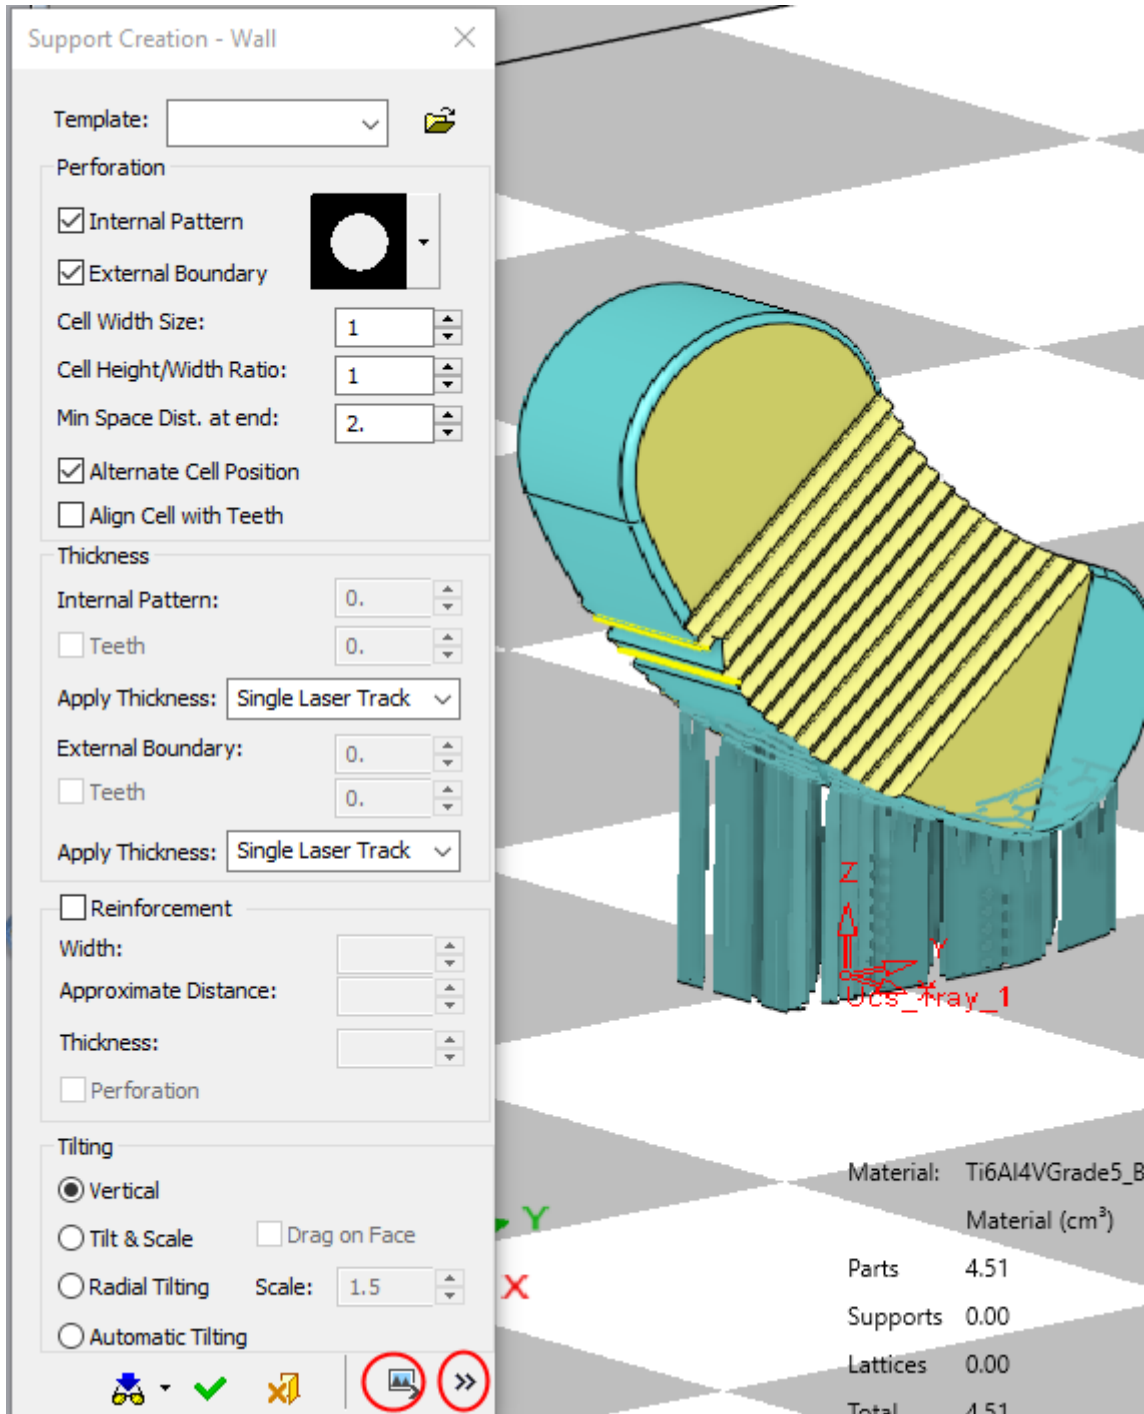 Support Creation - Wall
Template:
Perforation
Internal Pattern
External Boundary
Cell Width Size: 1
Cell Height/Width Ratio: 1
Min Space Dist. at end: 2.
Alternate Cell Position
Align Cell with Teeth
Thickness
Internal Pattern: 0.
Teeth 0.
Apply Thickness: Single Laser Track
External Boundary: 0.
Teeth 0.
Apply Thickness: Single Laser Track
Reinforcement
Width:
Approximate Distance:
Thickness:
Perforation
Tilting
Vertical
Tilt & Scale Drag on Face
Radial Tilting Scale: 1.5
Automatic Tilting
Z
Y
X
Ucs_Tray_1
Y
X
Material: Ti6Al4VGrade5_B
Material (cm³)
Parts 4.51
Supports 0.00
Lattices 0.00
Total 4.51